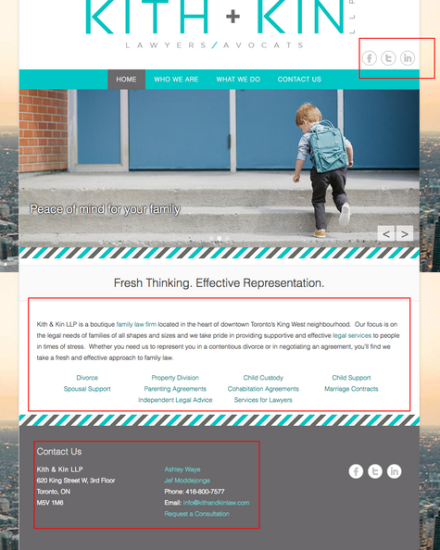 KITH + KIN LLP
LAWYERS/AVOCATS
HOME WHO WE ARE WHAT WE DO CONTACT US
Peace of mind for your family
Fresh Thinking. Effective Representation.
Kith & Kin LLP is a boutique family law firm located in the heart of downtown Toronto's King West neighbourhood. Our focus is on
the legal needs of families of all shapes and sizes and we take pride in providing supportive and effective legal services to people
in times of stress. Whether you need us to represent you in a contentious divorce or in negotiating an agreement, you'll find we
take a fresh and effective approach to family law.
Divorce Property Division Child Custody Child Support
Spousal Support Parenting Agreements Cohabitation Agreements Marriage Contracts
Independent Legal Advice Services for Lawyers
Contact Us
Kith & Kin LLP
620 King Street W, 3rd Floor
Toronto, ON
M5V 1M6
Ashley Waye
Jef Moddejonge
Phone: 416-800-7577
Email: info@kithandkinlaw.com
Request a Consultation